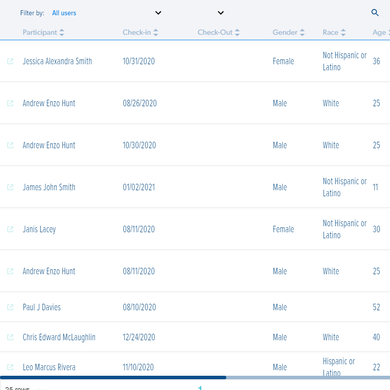 Filter by: All users
Participant Check-in Check-Out Gender Race Age
Jessica Alexandra Smith 10/31/2020 Female Not Hispanic or Latino 36
Andrew Enzo Hunt 08/26/2020 Male White 25
Andrew Enzo Hunt 10/30/2020 Male White 25
James John Smith 01/02/2021 Male Not Hispanic or Latino 11
Janis Lacey 08/11/2020 Female Not Hispanic or Latino 30
Andrew Enzo Hunt 08/11/2020 Male White 25
Paul J Davies 08/10/2020 Male 52
Chris Edward McLaughlin 12/24/2020 Male White 40
Leo Marcus Rivera 11/10/2020 Male Hispanic or Latino 22
25 rows 1